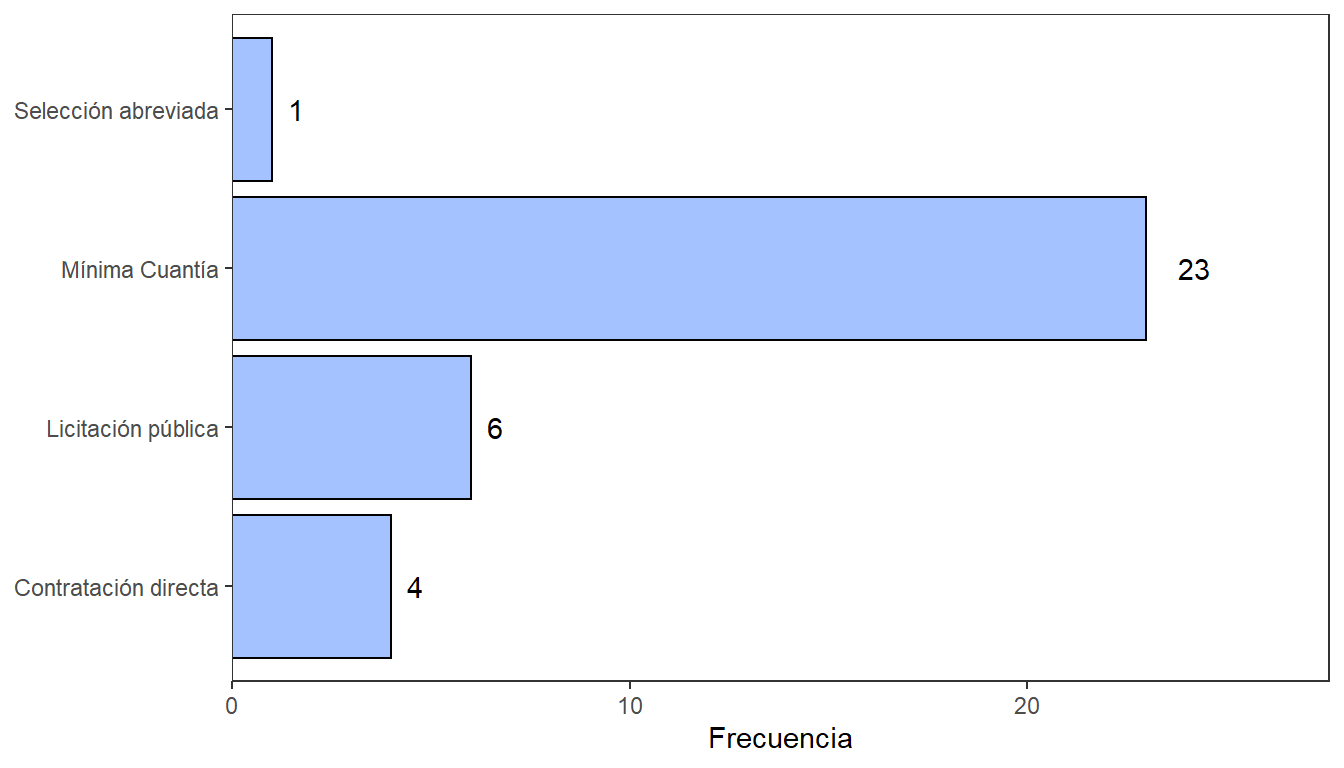 Selección abreviada 1
Mínima Cuantía 23
Licitación pública 6
Contratación directa 4
0 10 20
Frecuencia